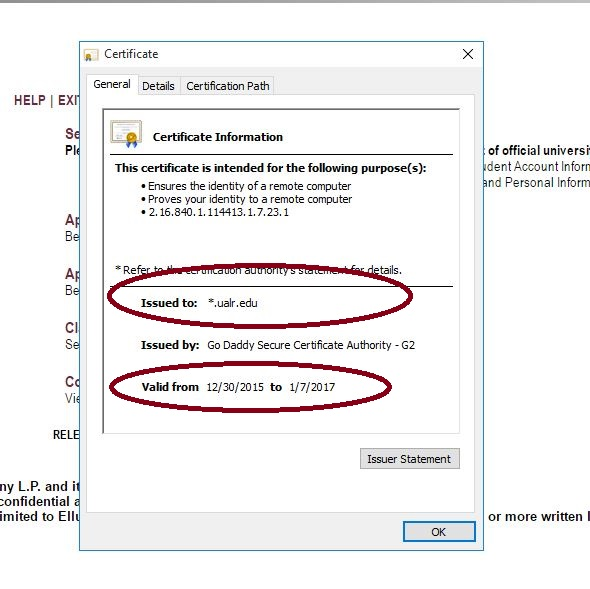 Certificate
General Details Certification Path
HELP | EXI
Certificate Information
This certificate is intended for the following purpose(s):
• Ensures the identity of a remote computer
• Proves your identity to a remote computer
• 2.16.840.1.114413.1.7.23.1
* Refer to the certification authority's statement for details.
Issued to: *.ualr.edu
Issued by: Go Daddy Secure Certificate Authority - G2
Valid from 12/30/2015 to 1/7/2017
Issuer Statement
OK
Se
Ple
Ap
Be
Ap
Be
Cl
Se
Co
Vie
RELE
ny L.P. and it
confidential a
imited to Ellu
t of official universi
udent Account Inforn
and Personal Inform
or more written l